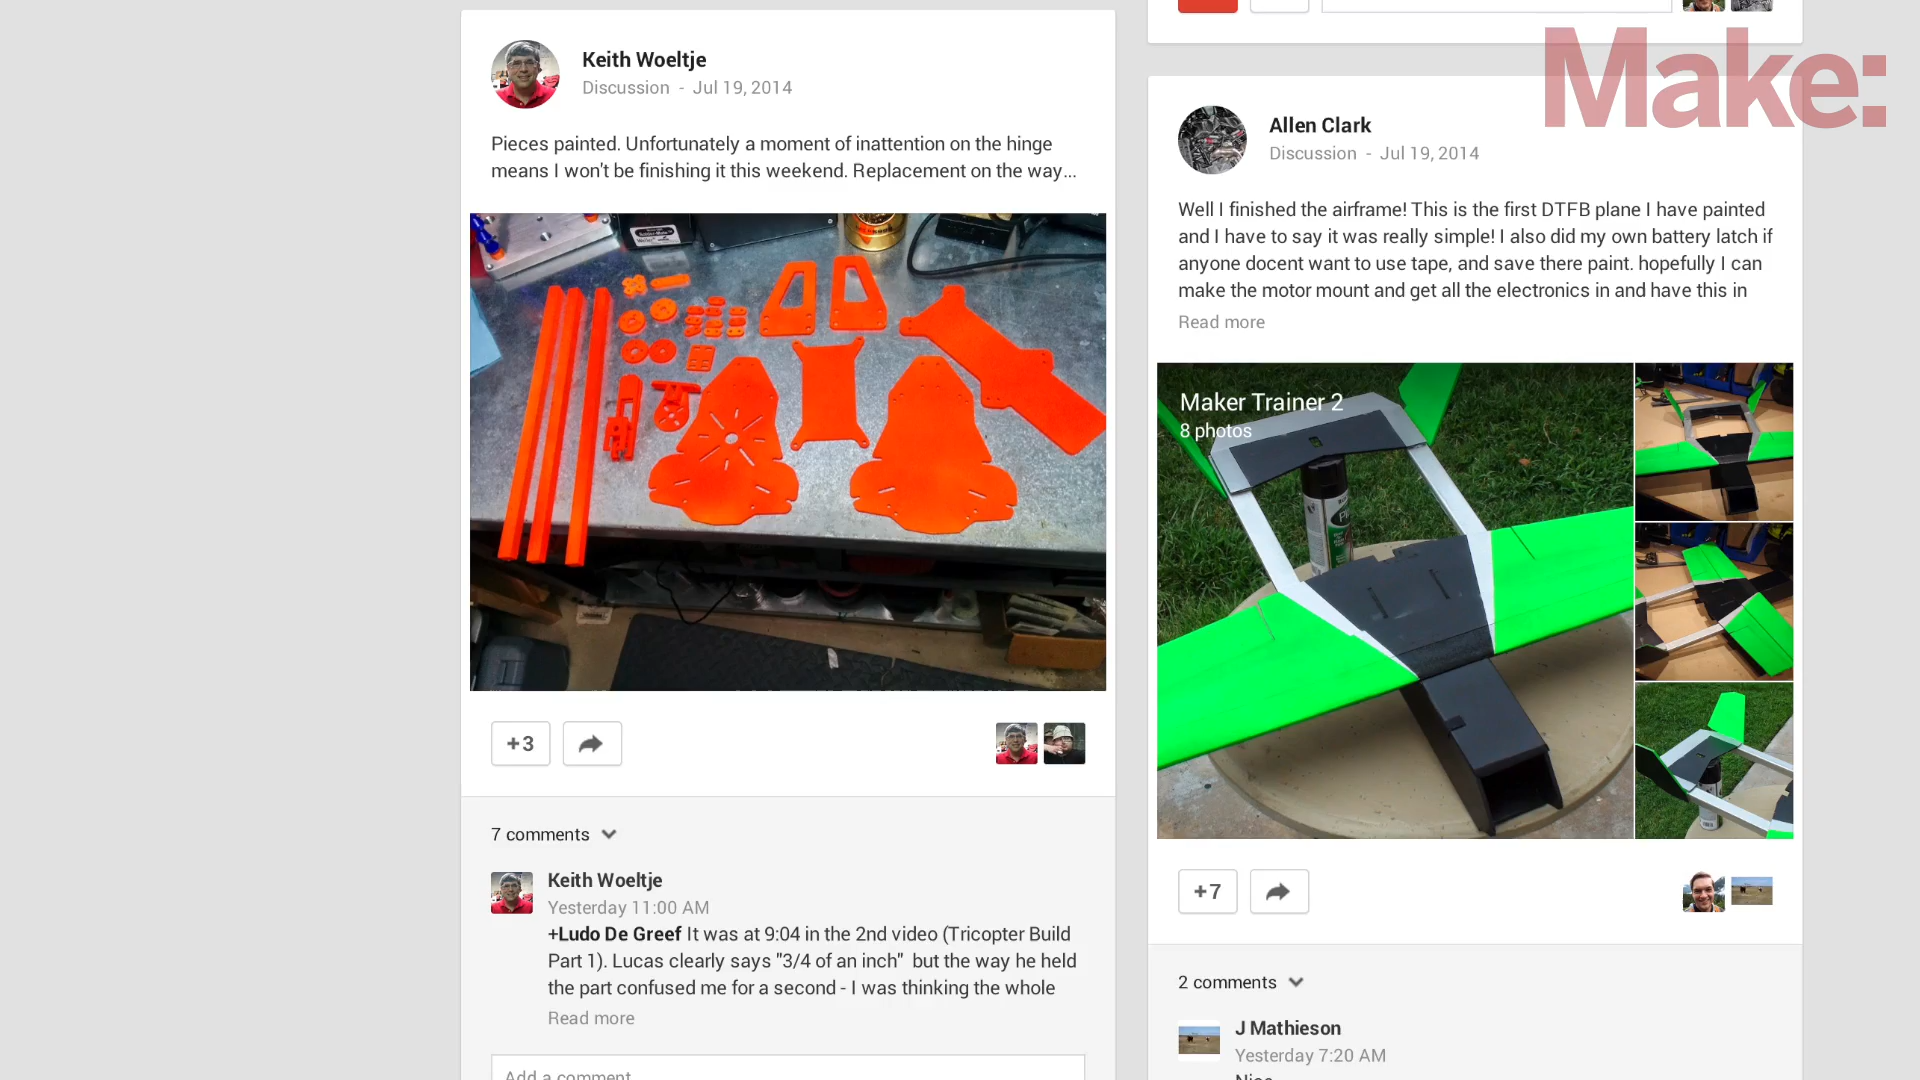 Keith Woeltje
Discussion - Jul 19, 2014
Pieces painted. Unfortunately a moment of inattention on the hinge
means I won't be finishing it this weekend. Replacement on the way...
+3
7 comments
Keith Woeltje
Yesterday 11:00 AM
+Ludo De Greef It was at 9:04 in the 2nd video (Tricopter Build
Part 1). Lucas clearly says "3/4 of an inch" but the way he held
the part confused me for a second - I was thinking the whole
Read more
Add a comment
Make:
Allen Clark
Discussion - Jul 19, 2014
Well I finished the airframe! This is the first DTFB plane I have painted
and I have to say it was really simple! I also did my own battery latch if
anyone docent want to use tape, and save there paint. hopefully I can
make the motor mount and get all the electronics in and have this in
Read more
Maker Trainer 2
8 photos
+7
2 comments
J Mathieson
Yesterday 7:20 AM
Nice